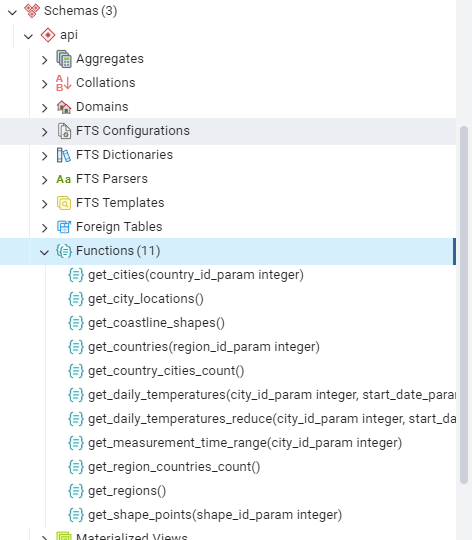 Schemas (3)
api
Aggregates
Collations
Domains
FTS Configurations
FTS Dictionaries
Aa FTS Parsers
FTS Templates
Foreign Tables
Functions (11)
get_cities(country_id_param integer)
get_city_locations()
get_coastline_shapes()
get_countries(region_id_param integer)
get_country_cities_count()
get_daily_temperatures(city_id_param integer, start_date_para
get_daily_temperatures_reduce(city_id_param integer, start_da
get_measurement_time_range(city_id_param integer)
get_region_countries_count()
get_regions()
get_shape_points(shape_id_param integer)
Materialized Views